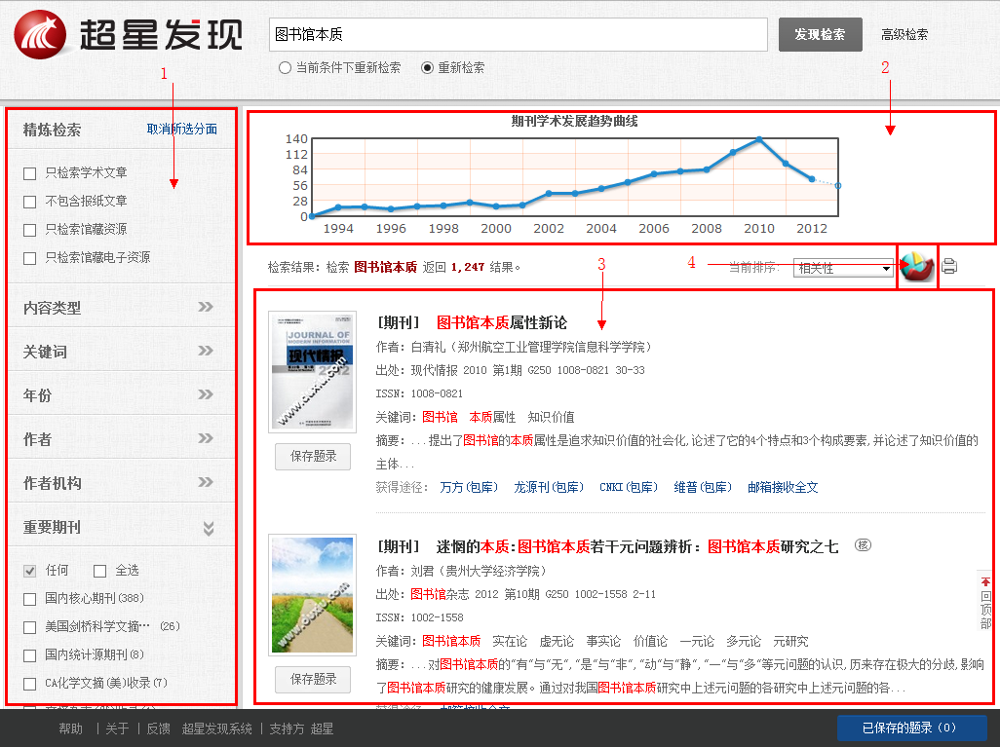 超星发现
图书馆本质
发现检索
高级检索
当前条件下重新检索 重新检索
1
2
精炼检索 取消所选分面
只检索学术文章
不包含报纸文章
只检索馆藏资源
只检索馆藏电子资源
内容类型
关键词
年份
作者
作者机构
重要期刊
任何 全选
国内核心期刊(388)
美国剑桥科学文摘… (26)
国内统计源期刊(8)
CA化学文摘(美)收录(7)
期刊学术发展趋势曲线
140
112
84
56
28
0
1994 1996 1998 2000 2002 2004 2006 2008 2010 2012
检索结果: 检索 图书馆本质 返回 1,247 结果。
3
4
当前排序: 相关性
JOURNAL OF
MODERN INFORMATION
现代情报
2012
www.ouxu.com
保存题录
[期刊] 图书馆本质属性新论
作者: 白清礼（郑州航空工业管理学院信息科学学院）
出处: 现代情报 2010 第1期 G250 1008-0821 30-33
ISSN: 1008-0821
关键词: 图书馆 本质属性 知识价值
摘要: ...提出了图书馆的本质属性是追求知识价值的社会化,论述了它的4个特点和3个构成要素,并论述了知识价值的
主体...
获得途径: 万方(包库) 龙源刊(包库) CNKI(包库) 维普(包库) 邮箱接收全文
www.ouxu.com
保存题录
[期刊] 迷惘的本质:图书馆本质若干元问题辨析: 图书馆本质研究之七 核
作者: 刘君（贵州大学经济学院）
出处: 图书馆杂志 2012 第10期 G250 1002-1558 2-11
ISSN: 1002-1558
关键词: 图书馆本质 实在论 虚无论 事实论 价值论 一元论 多元论 元研究
摘要: ...对图书馆本质的“有”与“无”,“是”与“非”,“动”与“静”,“一”与“多”等元问题的认识,历来存在极大的分歧,影响
了图书馆本质研究的健康发展。通过对我国图书馆本质研究中上述元问题的各研究中上述元问题的各...
回顶部
帮助 | 关于 | 反馈 超星发现系统 | 支持方 超星
已保存的题录（0）